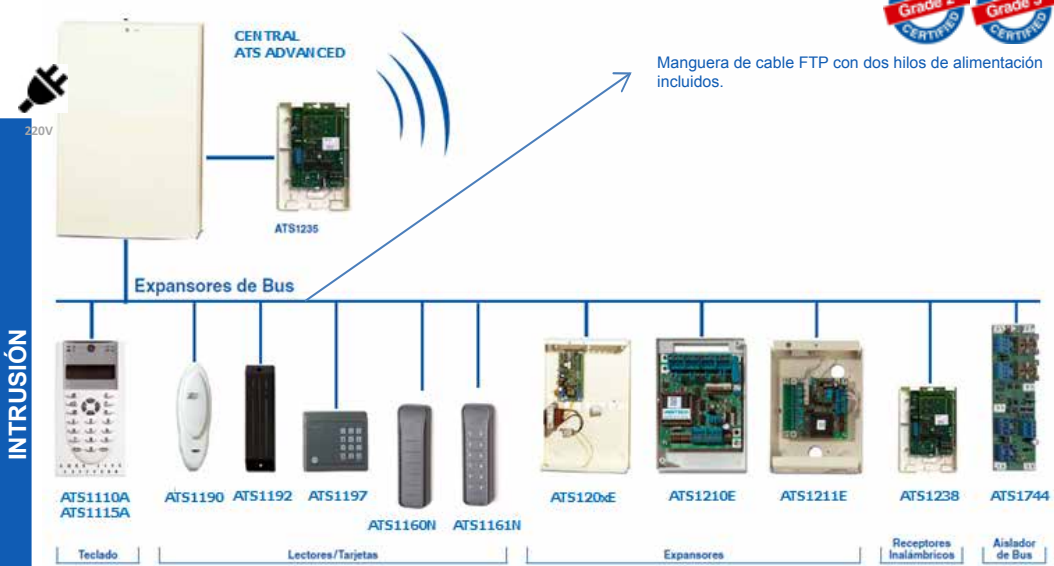 Grade 2
CERTIFIED
Grade 3
CERTIFIED
CENTRAL
ATS ADVANCED
Manguera de cable FTP con dos hilos de alimentación
incluidos.
220V
ATS1235
INTRUSIÓN
Expansores de Bus
ATS1110A
ATS1115A
ATS1190
ATS1192
ATS1197
ATS1160N
ATS1161N
ATS120xE
ATS1210E
ATS1211E
ATS1238
ATS1744
Teclado
Lectores/Tarjetas
Expansores
Receptores
Inalámbricos
Aislador
de Bus